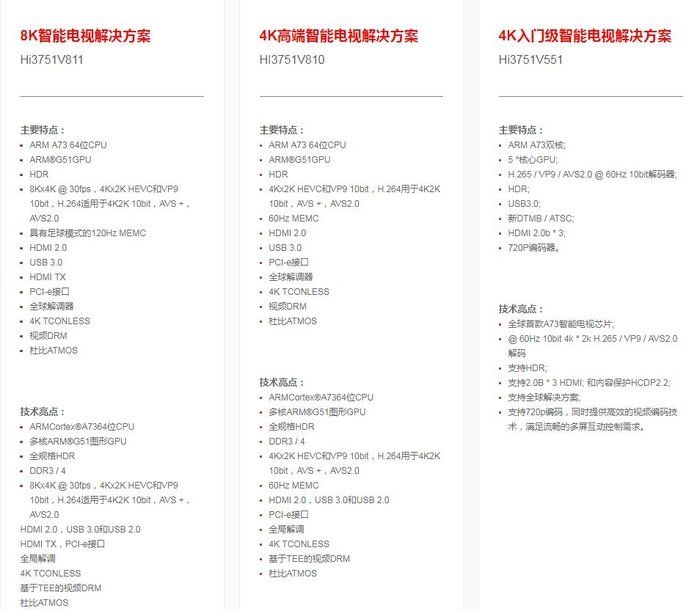 8K智能电视解决方案
Hi3751V811
主要特点：
ARM A73 64位CPU
ARM®G51GPU
HDR
8Kx4K @ 30fps，4Kx2K HEVC和VP9
10bit，H.264适用于4K2K 10bit，AVS +，
AVS2.0
具有足球模式的120Hz MEMC
HDMI 2.0
USB 3.0
HDMI TX
PCI-e接口
全球解调器
4K TCONLESS
视频DRM
杜比ATMOS
技术亮点：
ARMCortex®A7364位CPU
多核ARM®G51图形GPU
全规格HDR
DDR3 / 4
8Kx4K @ 30fps，4Kx2K HEVC和VP9
10bit，H.264适用于4K2K 10bit，AVS +，
AVS2.0
HDMI 2.0，USB 3.0和USB 2.0
HDMI TX，PCI-e接口
全局解调
4K TCONLESS
基于TEE的视频DRM
杜比ATMOS
4K高端智能电视解决方案
HI3751V810
主要特点：
ARM A73 64位CPU
ARM®G51GPU
HDR
4Kx2K HEVC和VP9 10bit，H.264用于4K2K
10bit，AVS +，AVS2.0
60Hz MEMC
HDMI 2.0
USB 3.0
PCI-e接口
全球解调器
4K TCONLESS
视频DRM
杜比ATMOS
技术亮点：
ARMCortex®A7364位CPU
多核ARM®G51图形GPU
全规格HDR
DDR3 / 4
4Kx2K HEVC和VP9 10bit，H.264用于4K2K
10bit，AVS +，AVS2.0
60Hz MEMC
HDMI 2.0，USB 3.0和USB 2.0
PCI-e接口
全局解调
4K TCONLESS
基于TEE的视频DRM
杜比ATMOS
4K入门级智能电视解决方案
Hi3751V551
主要特点：
ARM A73双核;
5 *核心GPU;
H.265 / VP9 / AVS2.0 @ 60Hz 10bit解码器;
HDR;
USB3.0;
新DTMB / ATSC;
HDMI 2.0b * 3;
720P编码器。
技术亮点：
全球首款A73智能电视芯片;
@ 60Hz 10bit 4k * 2k H.265 / VP9 / AVS2.0
解码
支持HDR;
支持2.0B * 3 HDMI; 和内容保护HCDP2.2;
支持全球解决方案;
支持720p编码，同时提供高效的视频编码技
术，满足流畅的多屏互动控制需求。